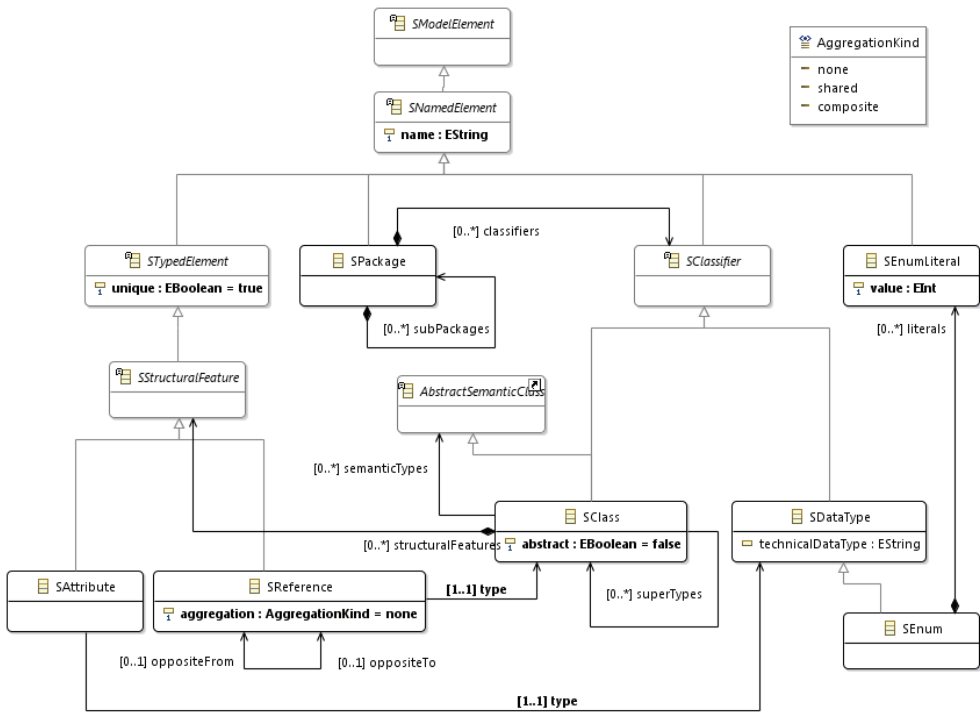 SModelElement
AggregationKind
none
shared
composite
SNamedElement
name : EString
[0..*] classifiers
STypedElement
unique : EBoolean = true
SPackage
SClassifier
SEnumLiteral
value : EInt
[0..*] subPackages
[0..*] literals
SStructuralFeature
AbstractSemanticClass
[0..*] semanticTypes
SClass
abstract : EBoolean = false
SDataType
technicalDataType : EString
[0..*] structuralFeatures
SAttribute
SReference
aggregation : AggregationKind = none
[1..1] type
[0..*] superTypes
SEnum
[0..1] oppositeFrom
[0..1] oppositeTo
[1..1] type